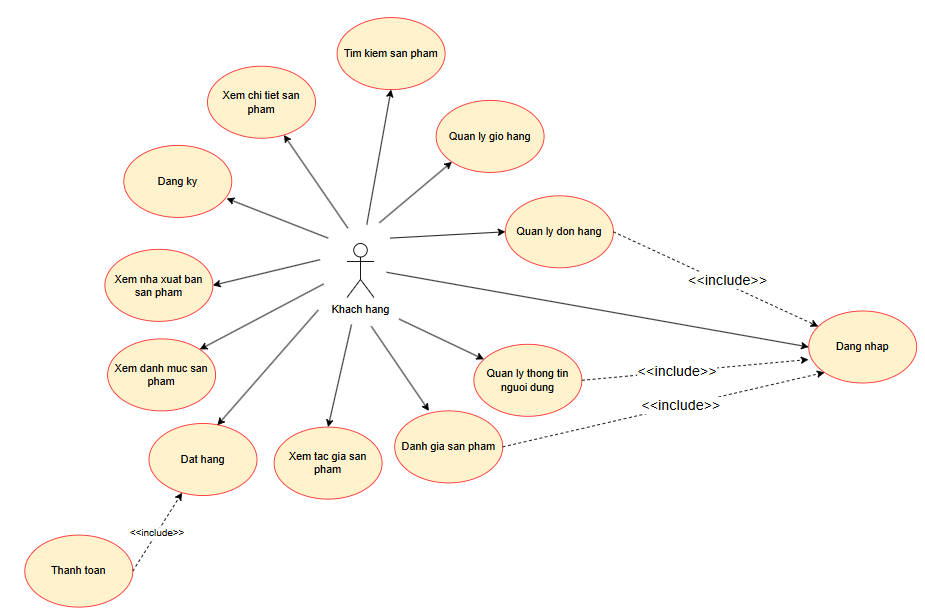 Tim kiem san pham
Xem chi tiet san
pham
Quan ly gio hang
Dang ky
Quan ly don hang
Xem nha xuat ban
san pham
<<include>>
Khach hang
Dang nhap
Xem danh muc san
pham
Quan ly thong tin
nguoi dung
<<include>>
<<include>>
Danh gia san pham
Dat hang
Xem tac gia san
pham
<<include>>
Thanh toan